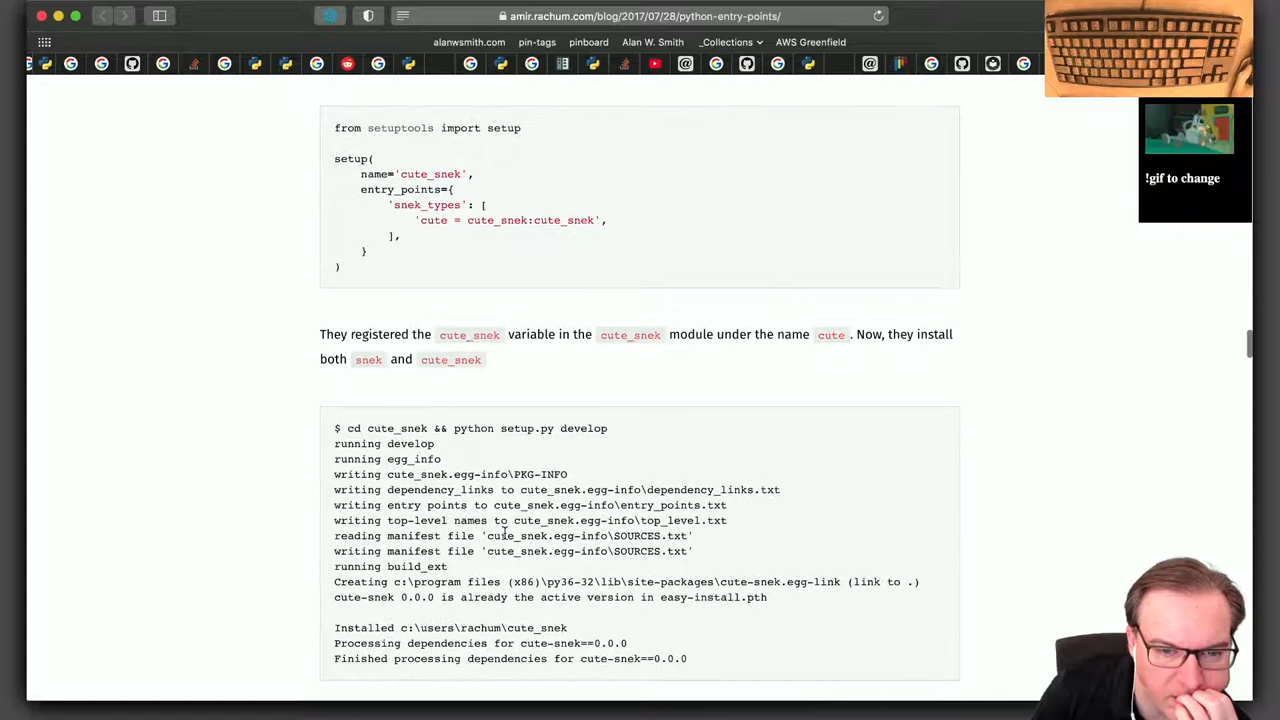 amir.rachum.com/blog/2017/07/28/python-entry-points/
alanwsmith.com pin-tags pinboard Alan W. Smith _Collections AWS Greenfield
from setuptools import setup
setup(
name='cute_snek',
entry_points={
'snek_types': [
'cute = cute_snek:cute_snek',
],
}
)
!gif to change
They registered the cute_snek variable in the cute_snek module under the name cute. Now, they install
both snek and cute_snek
$ cd cute_snek && python setup.py develop
running develop
running egg_info
writing cute_snek.egg-info\PKG-INFO
writing dependency_links to cute_snek.egg-info\dependency_links.txt
writing entry points to cute_snek.egg-info\entry_points.txt
writing top-level names to cute_snek.egg-info\top_level.txt
reading manifest file 'cute_snek.egg-info\SOURCES.txt'
writing manifest file 'cute_snek.egg-info\SOURCES.txt'
running build_ext
Creating c:\program files (x86)\py36-32\lib\site-packages\cute-snek.egg-link (link to .)
cute-snek 0.0.0 is already the active version in easy-install.pth
Installed c:\users\rachum\cute_snek
Processing dependencies for cute-snek==0.0.0
Finished processing dependencies for cute-snek==0.0.0